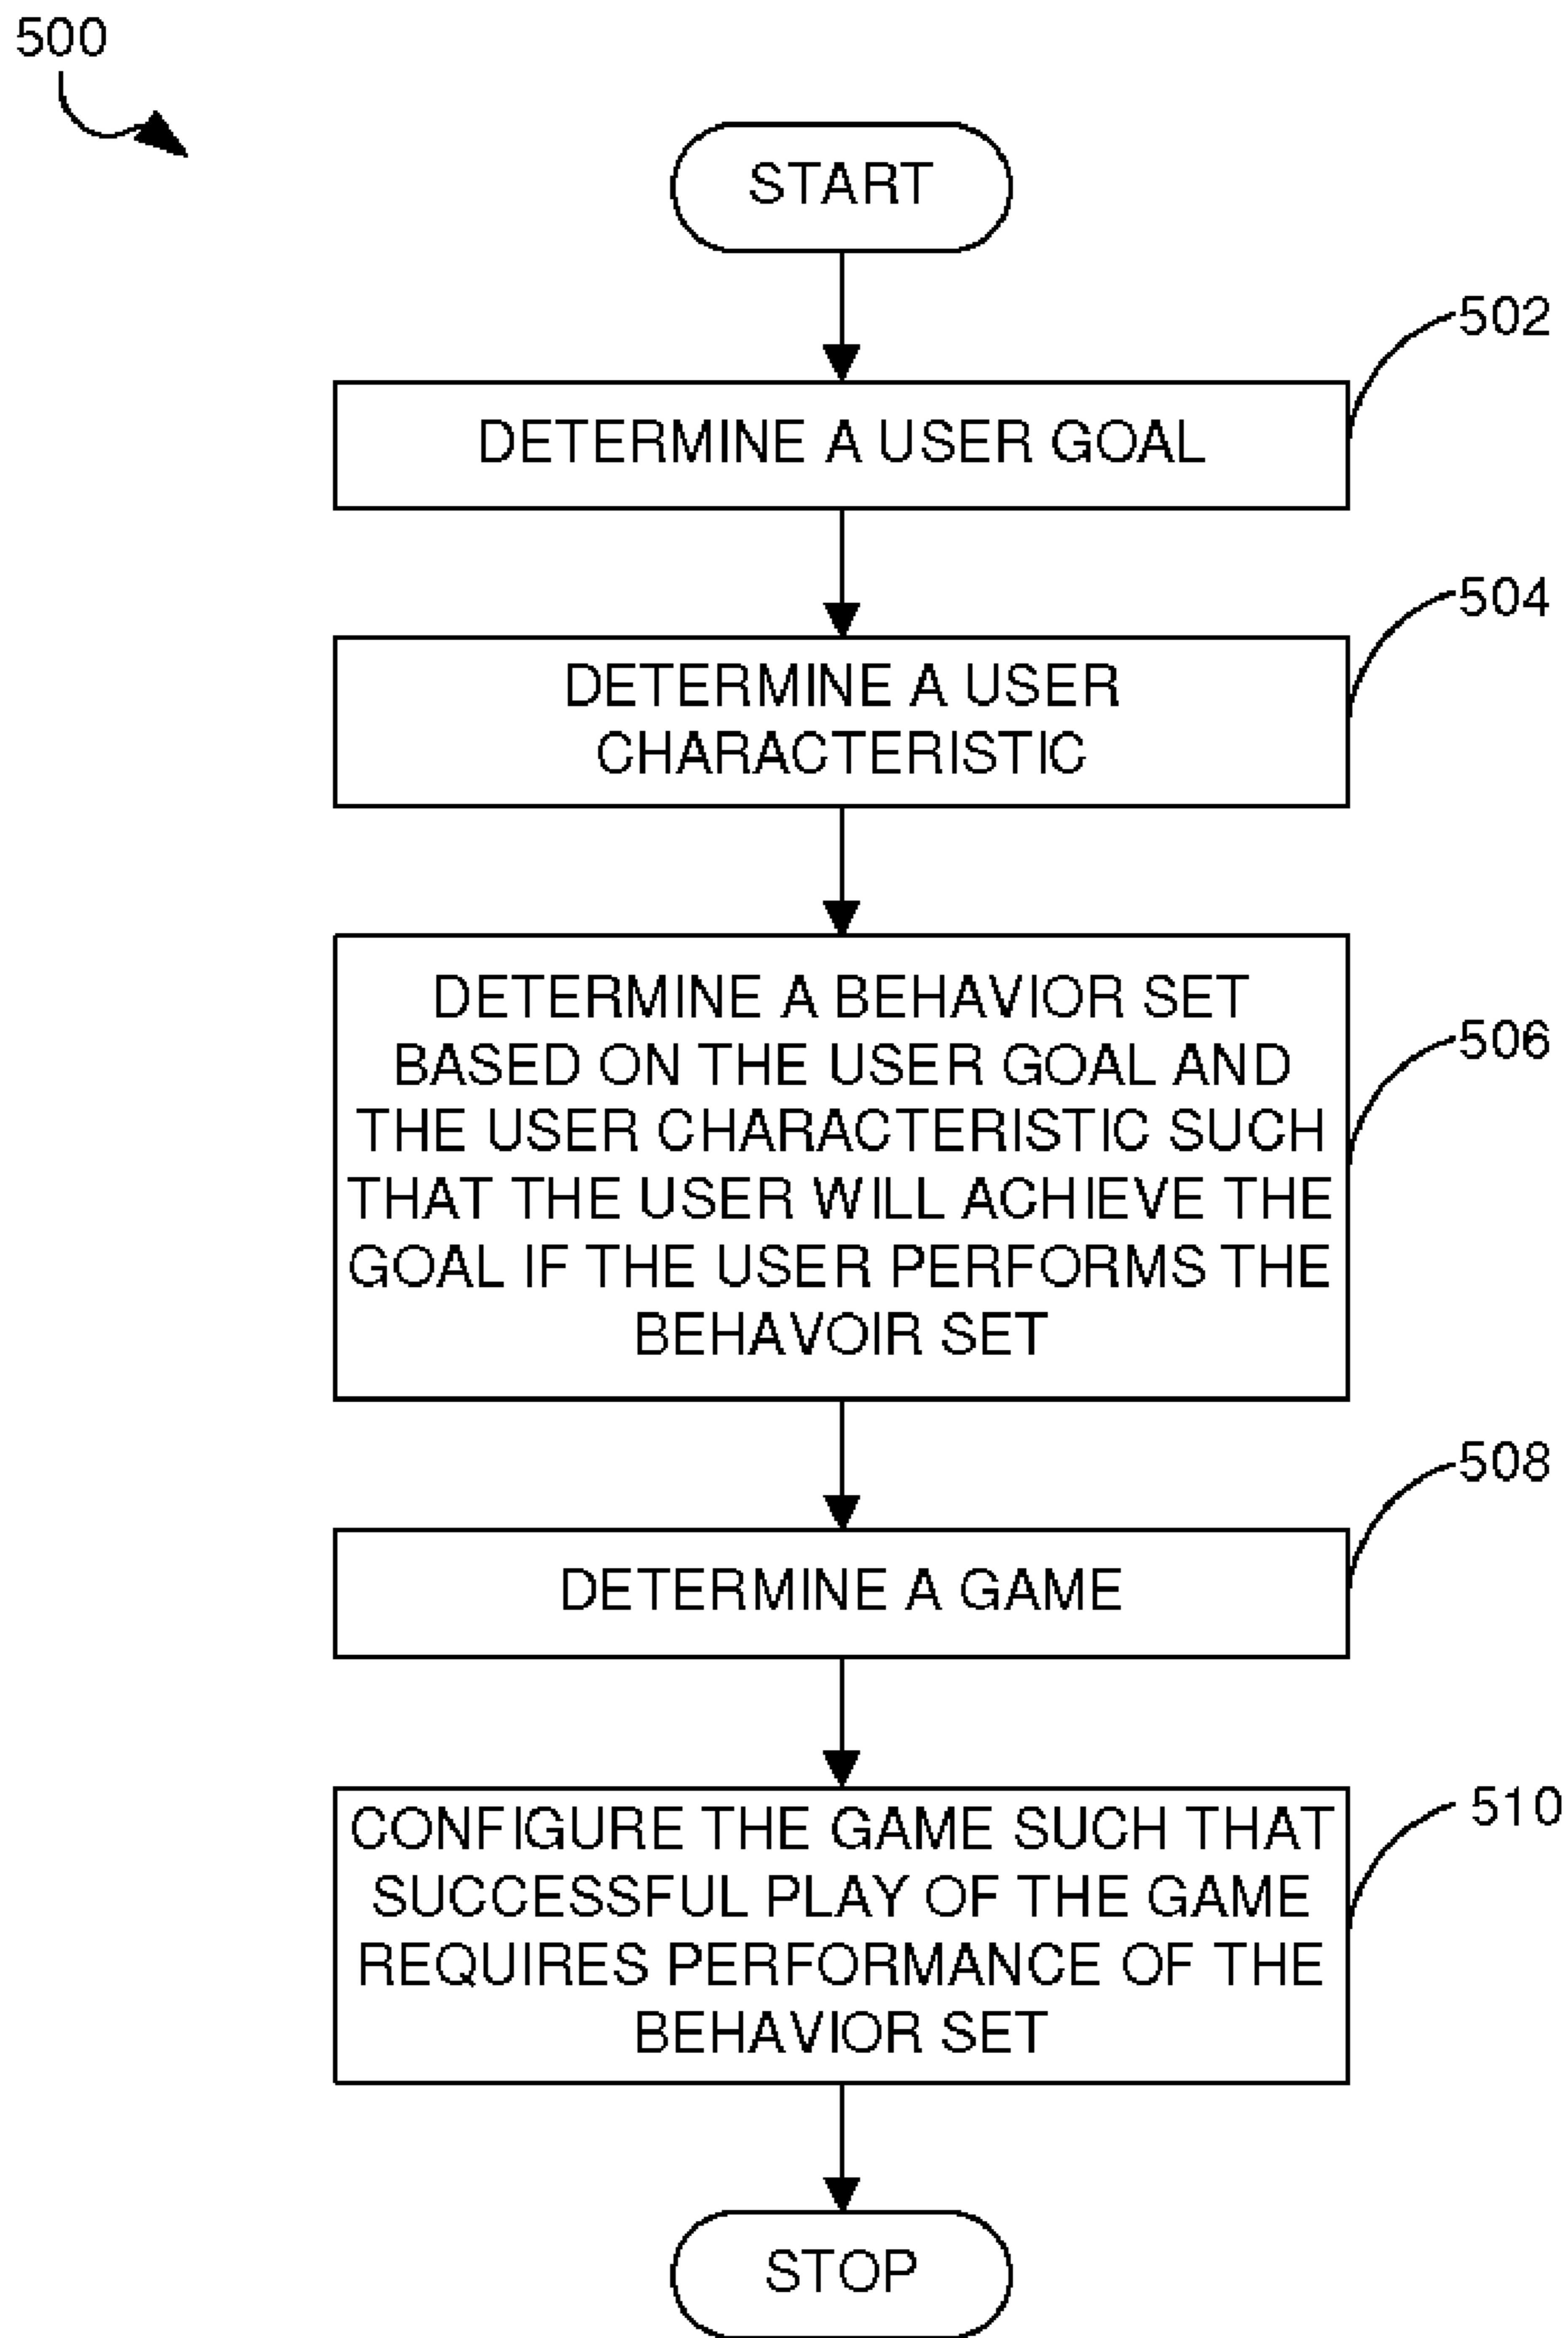 500
START
502
DETERMINE A USER GOAL
504
DETERMINE A USER
CHARACTERISTIC
DETERMINE A BEHAVIOR SET
BASED ON THE USER GOAL AND
506
THE USER CHARACTERISTIC SUCH
THAT THE USER WILL ACHIEVE THE
GOAL IF THE USER PERFORMS THE
BEHAVOIR SET
508
DETERMINE A GAME
510
CONFIGURE THE GAME SUCH THAT
SUCCESSFUL PLAY OF THE GAME
REQUIRES PERFORMANCE OF THE
BEHAVIOR SET
STOP